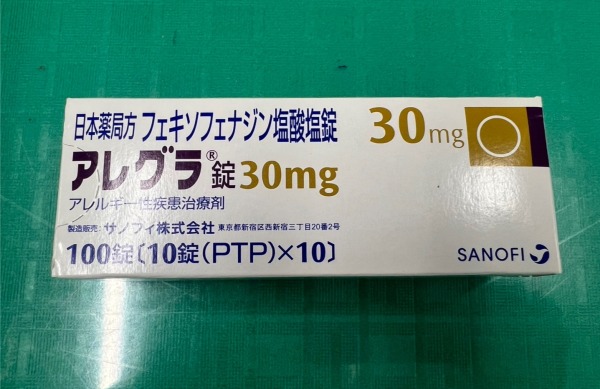 日本薬局方 フェキソフェナジン塩酸塩錠
30mg
アレグラ®錠30mg
アレルギー性疾患治療剤
製造販売: サノフィ株式会社 東京都新宿区西新宿三丁目20番2号
100錠〔10錠(PTP)×10〕
SANOFI